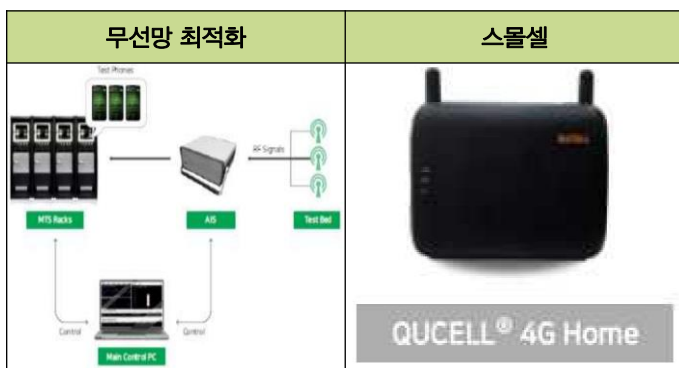 무선망 최적화
스몰셀
Test Phones
RF Signals
MTS Racks
AIS
Test Bed
Control
Control
Main Control PC
QUCELL® 4G Home